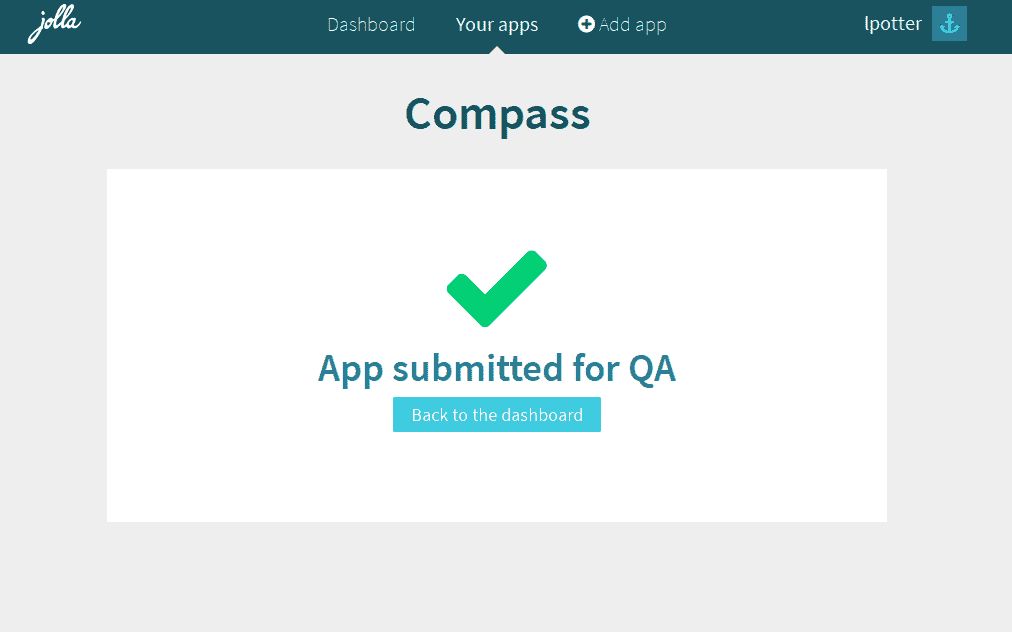 jolla
Dashboard
Your apps
Add app
lpotter
Compass
App submitted for QA
Back to the dashboard